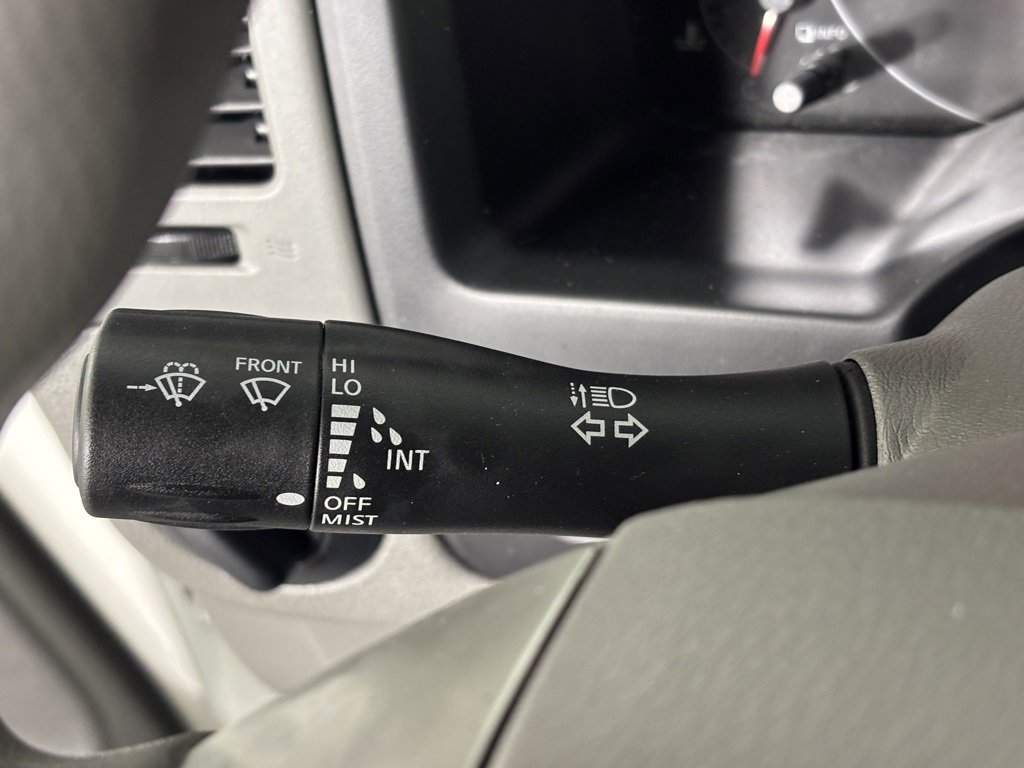 INFO
FRONT
HI
LO
INT
OFF
MIST